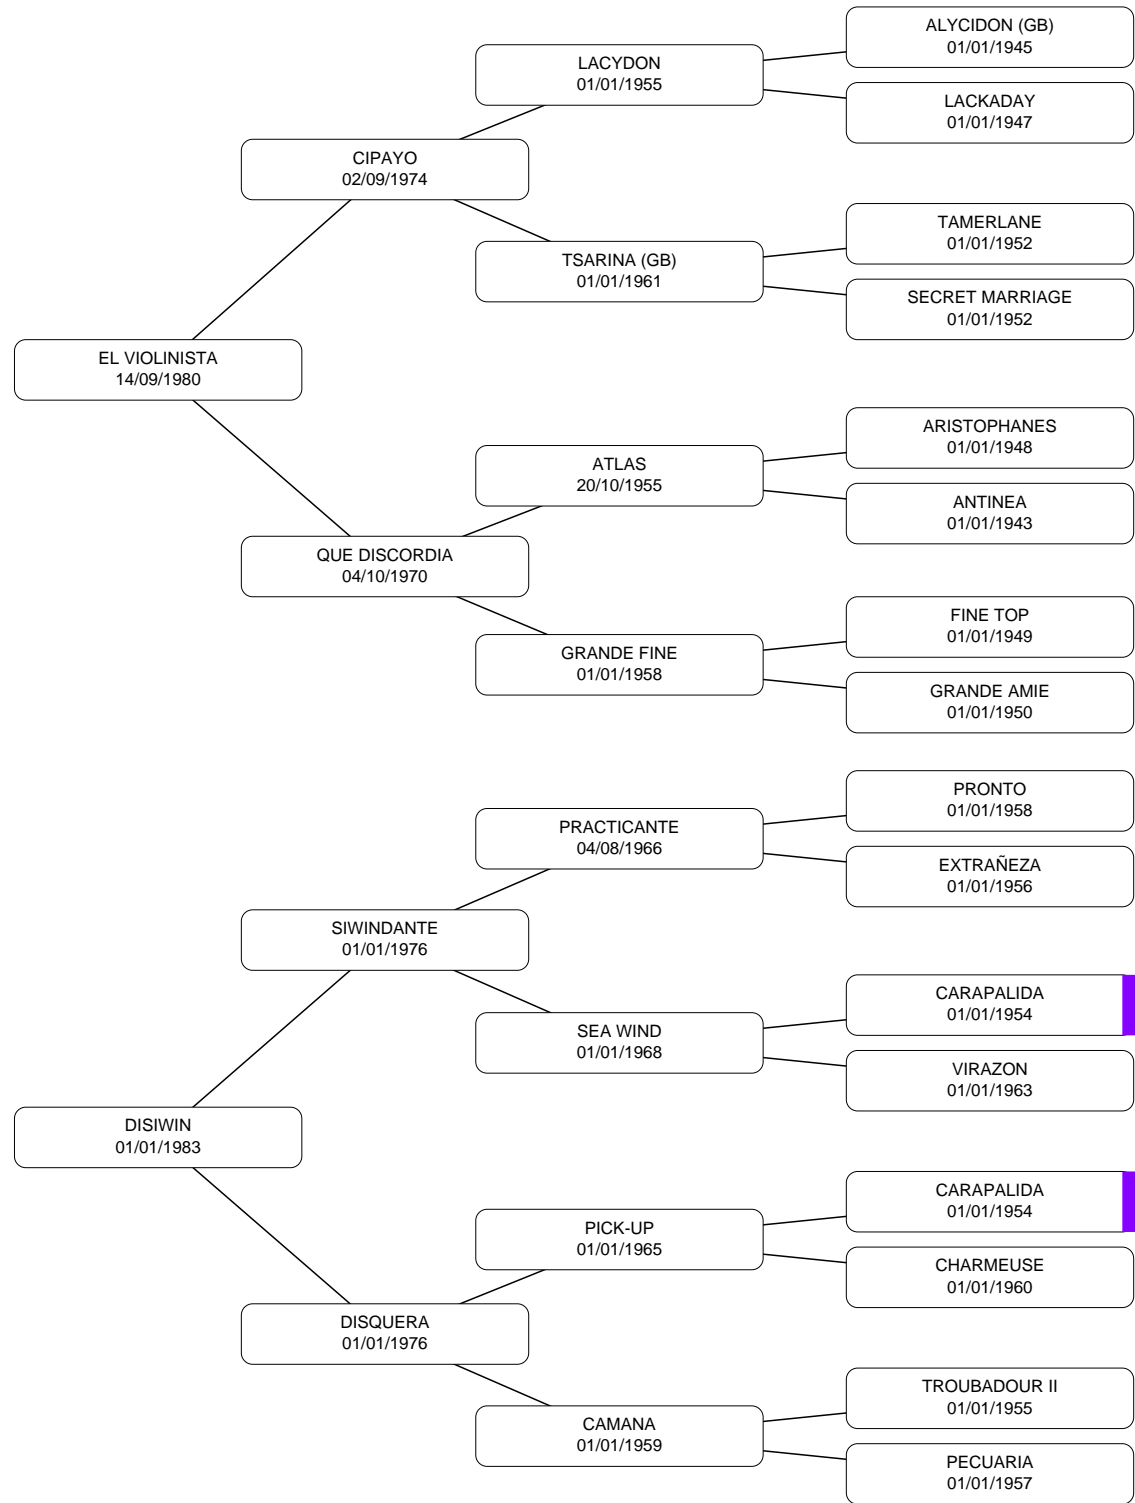 ALYCIDON (GB)
01/01/1945
LACYDON
01/01/1955
LACKADAY
01/01/1947
CIPAYO
02/09/1974
TAMERLANE
01/01/1952
TSARINA (GB)
01/01/1961
SECRET MARRIAGE
01/01/1952
EL VIOLINISTA
14/09/1980
ARISTOPHANES
01/01/1948
ATLAS
20/10/1955
ANTINEA
01/01/1943
QUE DISCORDIA
04/10/1970
FINE TOP
01/01/1949
GRANDE FINE
01/01/1958
GRANDE AMIE
01/01/1950
PRONTO
01/01/1958
PRACTICANTE
04/08/1966
EXTRAÑEZA
01/01/1956
SIWINDANTE
01/01/1976
CARAPALIDA
01/01/1954
SEA WIND
01/01/1968
VIRAZON
01/01/1963
DISIWIN
01/01/1983
CARAPALIDA
01/01/1954
PICK-UP
01/01/1965
CHARMEUSE
01/01/1960
DISQUERA
01/01/1976
TROUBADOUR II
01/01/1955
CAMANA
01/01/1959
PECUARIA
01/01/1957